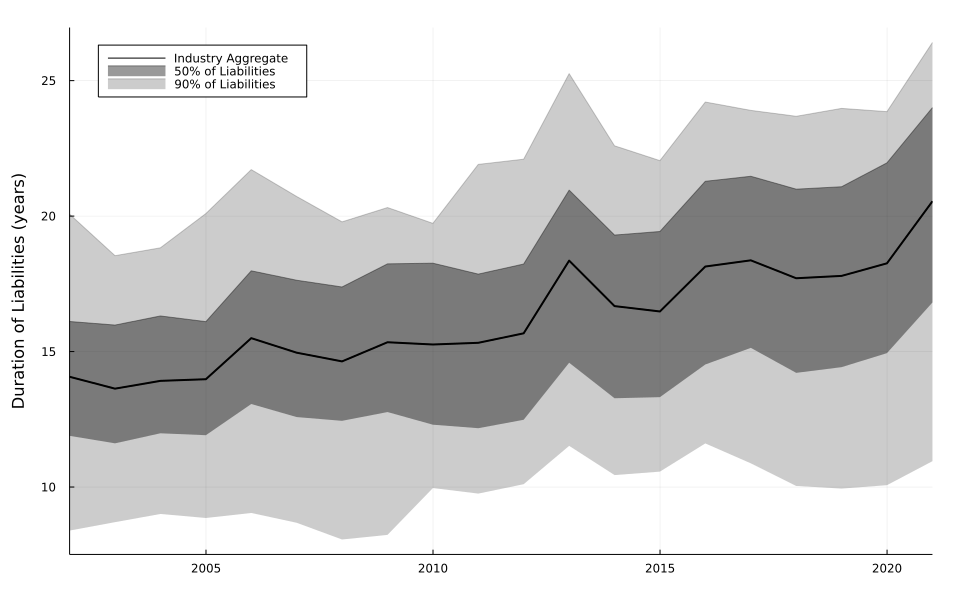 Industry Aggregate
50% of Liabilities
90% of Liabilities
Duration of Liabilities (years)
25
20
15
10
2005
2010
2015
2020